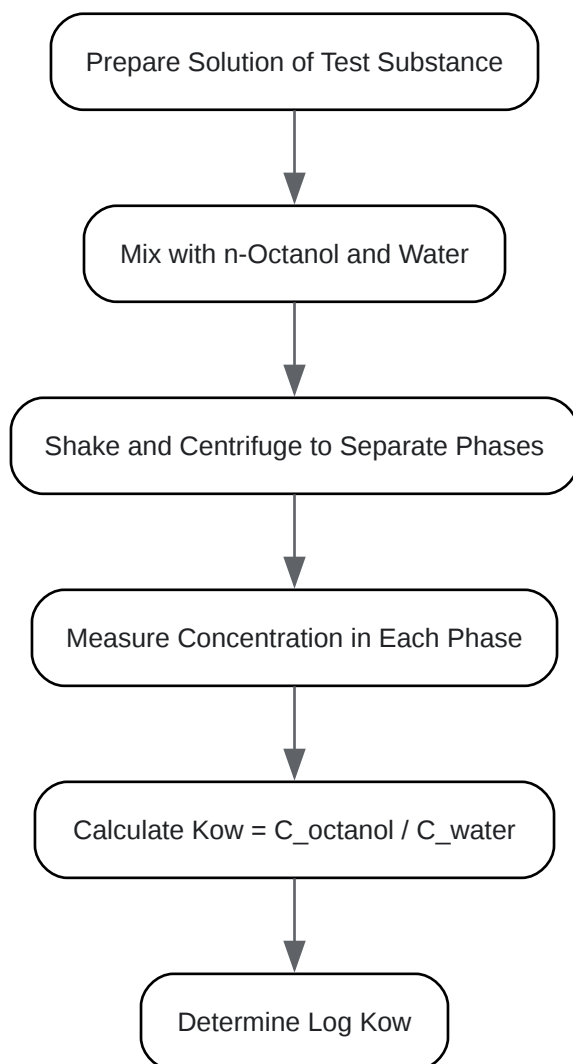 Prepare Solution of Test Substance
Mix with n-Octanol and Water
Shake and Centrifuge to Separate Phases
Measure Concentration in Each Phase
Calculate Kow = C_octanol / C_water
Determine Log Kow